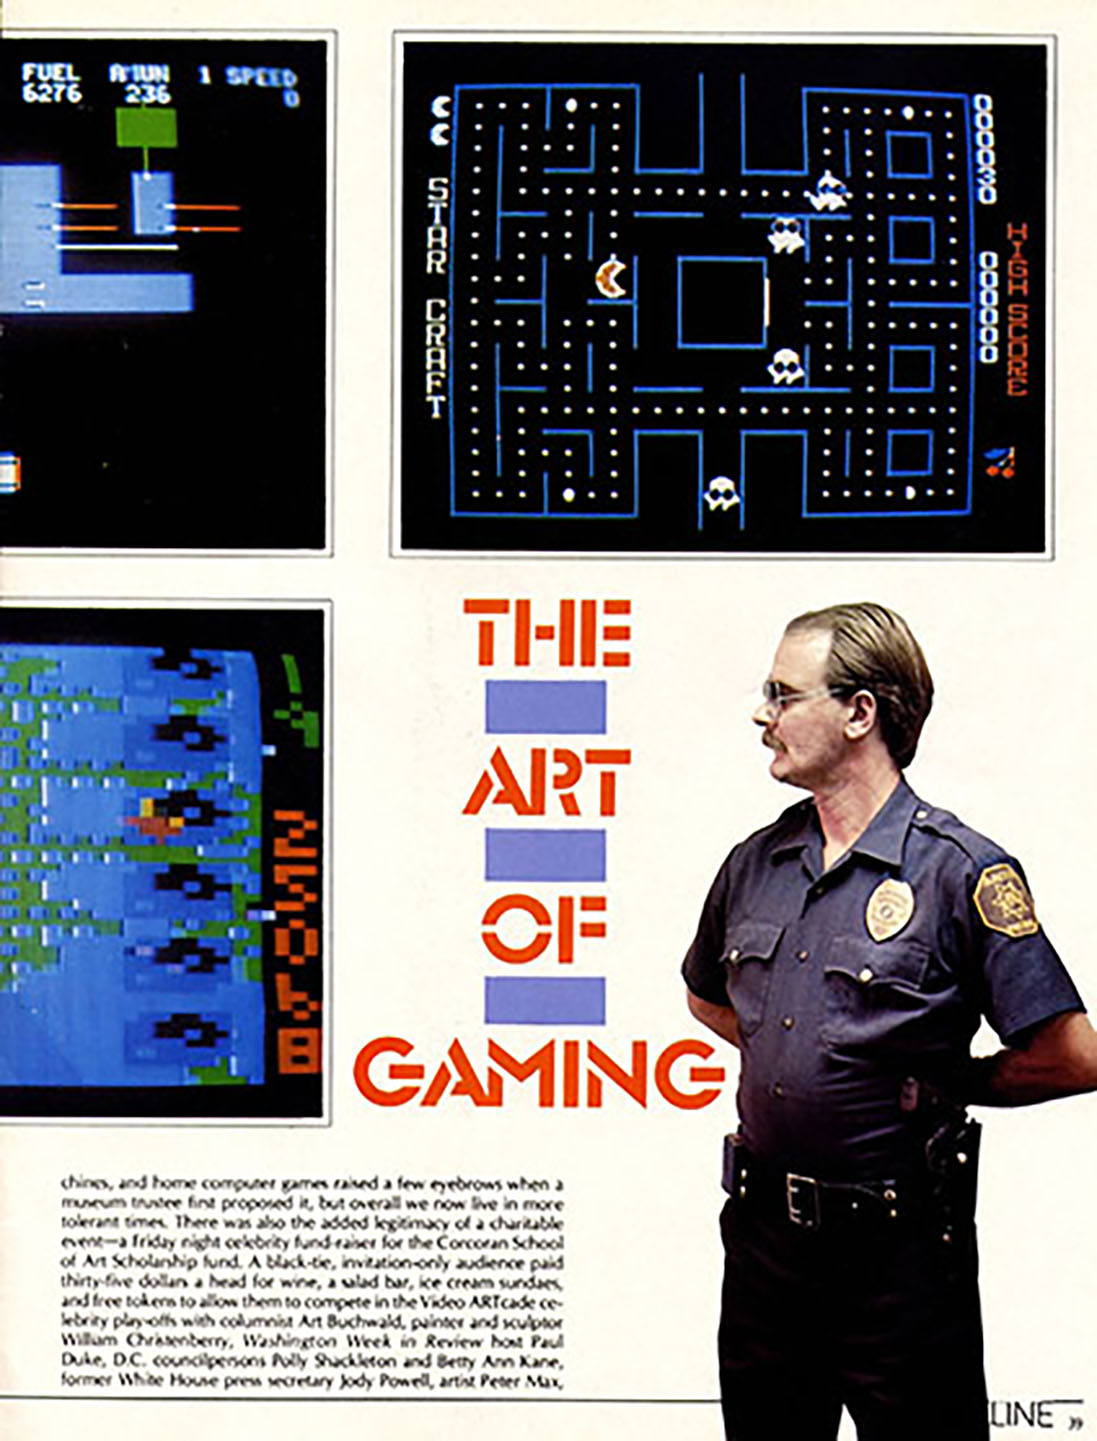 FUEL A'MUN 1 SPEED
6276 236 0
STAR CRAFT
000030
000000
HIGH SCORE
THE
ART
OF
GAMING
chines, and home computer games raised a few eyebrows when a
museum trustee first proposed it, but overall we now live in more
tolerant times. There was also the added legitimacy of a charitable
event—a Friday night celebrity fund-raiser for the Corcoran School
of Art Scholarship fund. A black-tie, invitation-only audience paid
thirty-five dollars a head for wine, a salad bar, ice cream sundaes,
and free tokens to allow them to compete in the Video ARTcade ce-
lebrity play-offs with columnist Art Buchwald, painter and sculptor
William Christenberry, Washington Week in Review host Paul
Duke, D.C. councilpersons Polly Shackleton and Betty Ann Kane,
former White House press secretary Jody Powell, artist Peter Max,
LINE 39